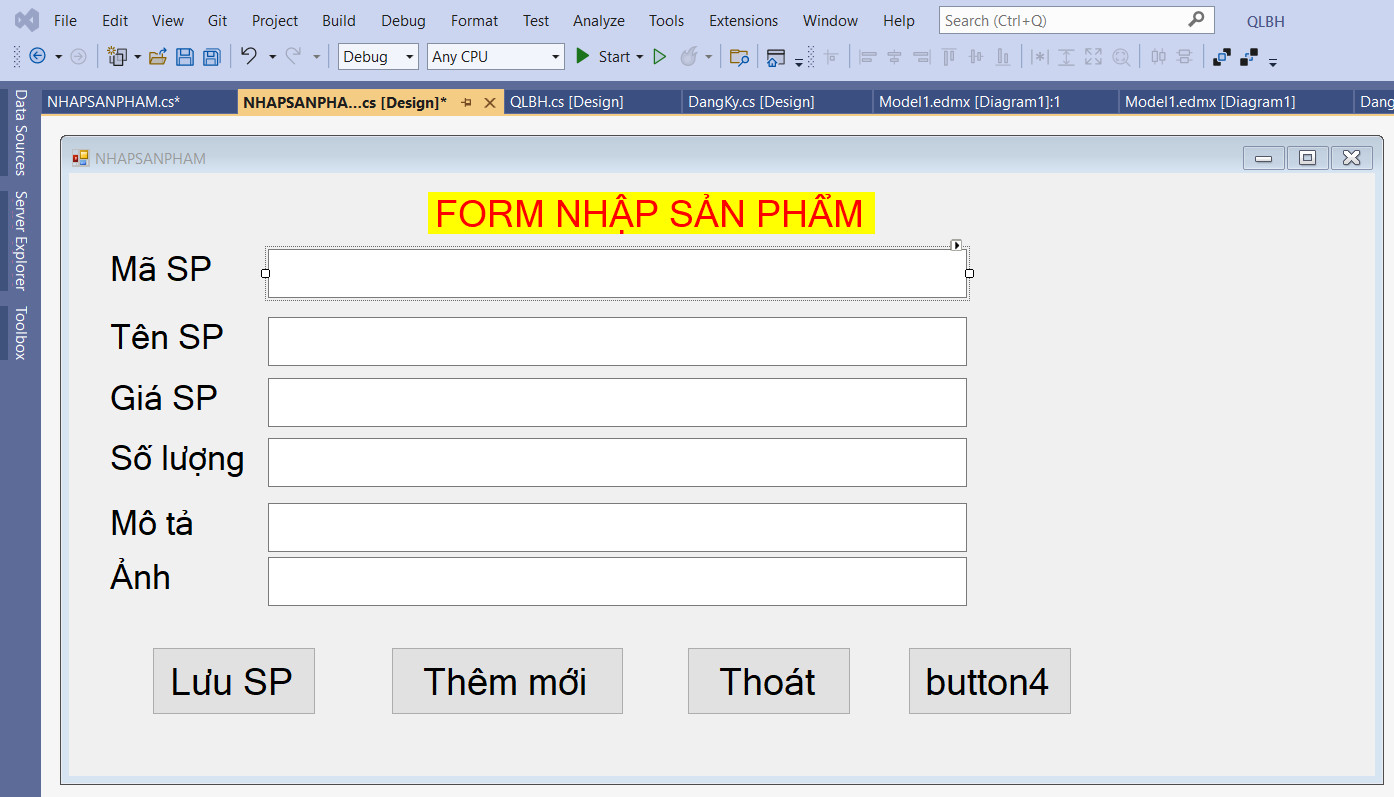 File Edit View Git Project Build Debug Format Test Analyze Tools Extensions Window Help Search (Ctrl+Q) QLBH
Debug Any CPU Start
NHAPSANPHAM.cs* NHAPSANPHA...cs [Design]* QLBH.cs [Design] DangKy.cs [Design] Model1.edmx [Diagram1]:1 Model1.edmx [Diagram1] Dang
Data Sources
Server Explorer
Toolbox
NHAPSANPHAM
FORM NHẬP SẢN PHẨM
Mã SP
Tên SP
Giá SP
Số lượng
Mô tả
Ảnh
Lưu SP Thêm mới Thoát button4